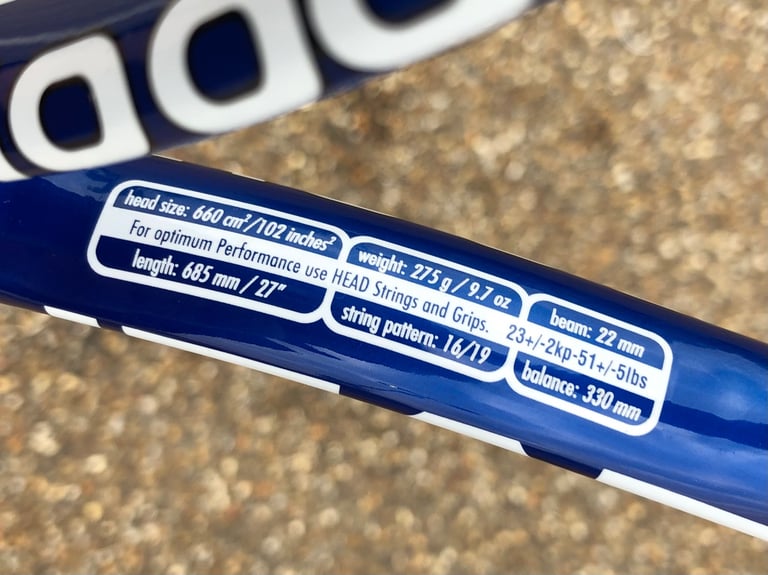 head size: 660 cm²/102 inches²
For optimum Performance use HEAD Strings and Grips. 23+/-2kp-51+/-5lbs
length: 685 mm / 27"
weight: 275 g / 9.7 oz
string pattern: 16/19
beam: 22 mm
balance: 330 mm